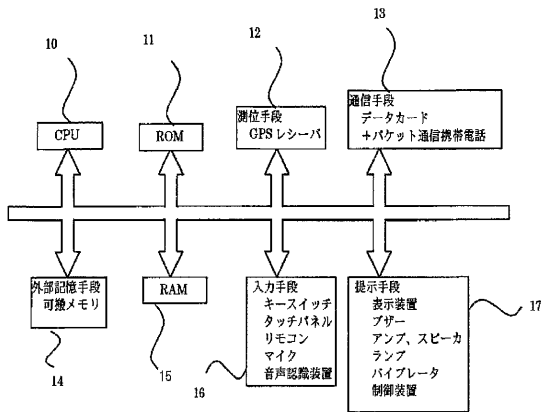 10
11
12
13
CPU
ROM
測位手段
GPSレシーバ
通信手段
データカード
+パケット通信携帯電話
外部記憶手段
可搬メモリ
RAM
入力手段
キースイッチ
タッチパネル
リモコン
マイク
音声認識装置
提示手段
表示装置
ブザー
アンプ、スピーカ
ランプ
バイブレータ
制御装置
14
15
16
17